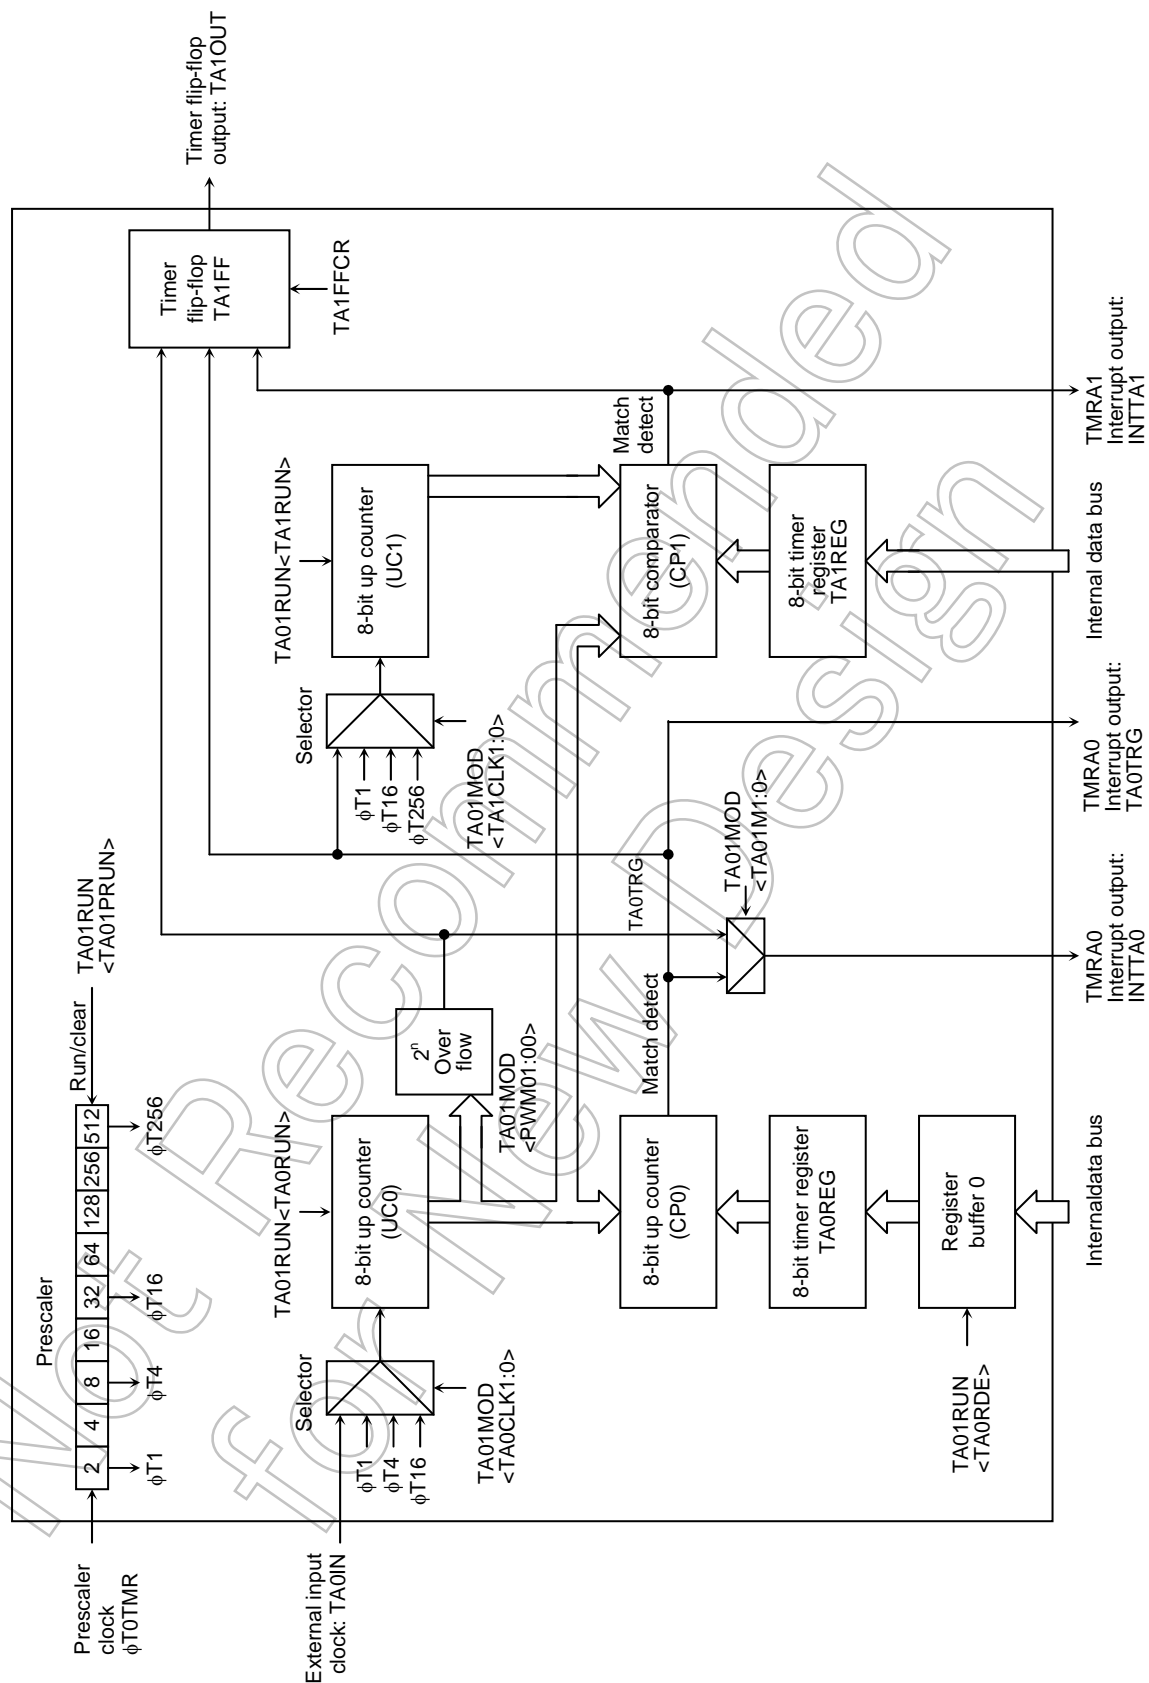 Prescaler
Prescaler
clock
ϕT0TMR
2
4
8
16
32
64
128
256
512
Run/clear
TA01RUN
<TA01PRUN>
ϕT1
ϕT4
ϕT16
ϕT256
External input
clock: TA0IN
ϕT1
ϕT4
ϕT16
Selector
TA01MOD
<TA0CLK1:0>
TA01RUN<TA0RUN>
8-bit up counter
(UC0)
2n
Over
flow
TA01MOD
<PWM01:00>
Selector
ϕT1
ϕT16
ϕT256
TA01MOD
<TA1CLK1:0>
TA01RUN<TA1RUN>
8-bit up counter
(UC1)
Timer
flip-flop
TA1FF
TA1FFCR
Timer flip-flop
output: TA1OUT
8-bit up counter
(CP0)
Match detect
TA0TRG
8-bit comparator
(CP1)
Match
detect
8-bit timer register
TA0REG
TA01MOD
<TA01M1:0>
8-bit timer
register
TA1REG
TA01RUN
<TA0RDE>
Register
buffer 0
Internaldata bus
TMRA0
Interrupt output:
INTTA0
TMRA0
Interrupt output:
TA0TRG
Internal data bus
TMRA1
Interrupt output:
INTTA1
Not Recommended
for New Design